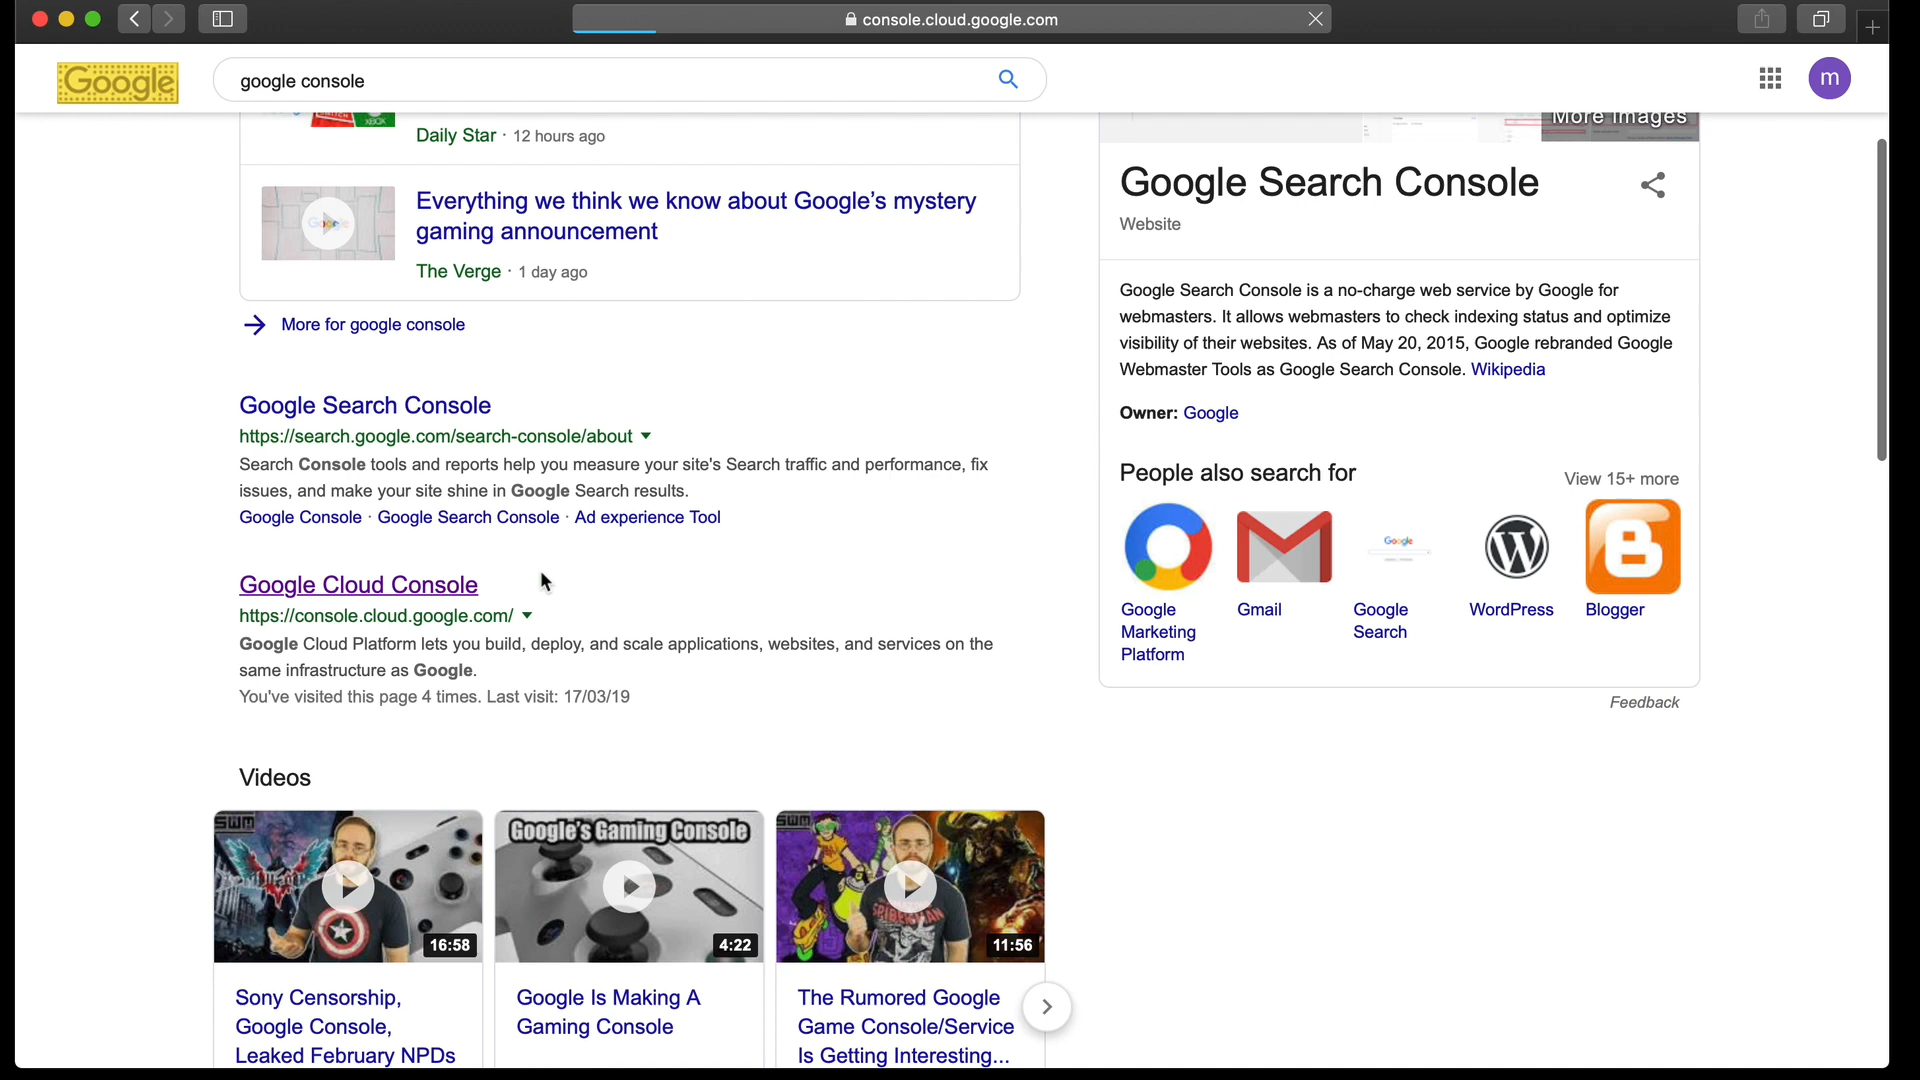 console.cloud.google.com
Google
google console
m
Daily Star · 12 hours ago
Everything we think we know about Google's mystery
gaming announcement
The Verge · 1 day ago
More for google console
Google Search Console
https://search.google.com/search-console/about
Search Console tools and reports help you measure your site's Search traffic and performance, fix
issues, and make your site shine in Google Search results.
Google Console · Google Search Console · Ad experience Tool
Google Cloud Console
https://console.cloud.google.com/
Google Cloud Platform lets you build, deploy, and scale applications, websites, and services on the
same infrastructure as Google.
You've visited this page 4 times. Last visit: 17/03/19
Videos
SWM
16:58
Google's Gaming Console
4:22
SWM
SPIDER-MAN
11:56
Sony Censorship,
Google Console,
Leaked February NPDs
Google Is Making A
Gaming Console
The Rumored Google
Game Console/Service
Is Getting Interesting...
More images
Google Search Console
Website
Google Search Console is a no-charge web service by Google for
webmasters. It allows webmasters to check indexing status and optimize
visibility of their websites. As of May 20, 2015, Google rebranded Google
Webmaster Tools as Google Search Console. Wikipedia
Owner: Google
People also search for
View 15+ more
Google
Google
Marketing
Platform
Gmail
Google
Search
WordPress
Blogger
Feedback